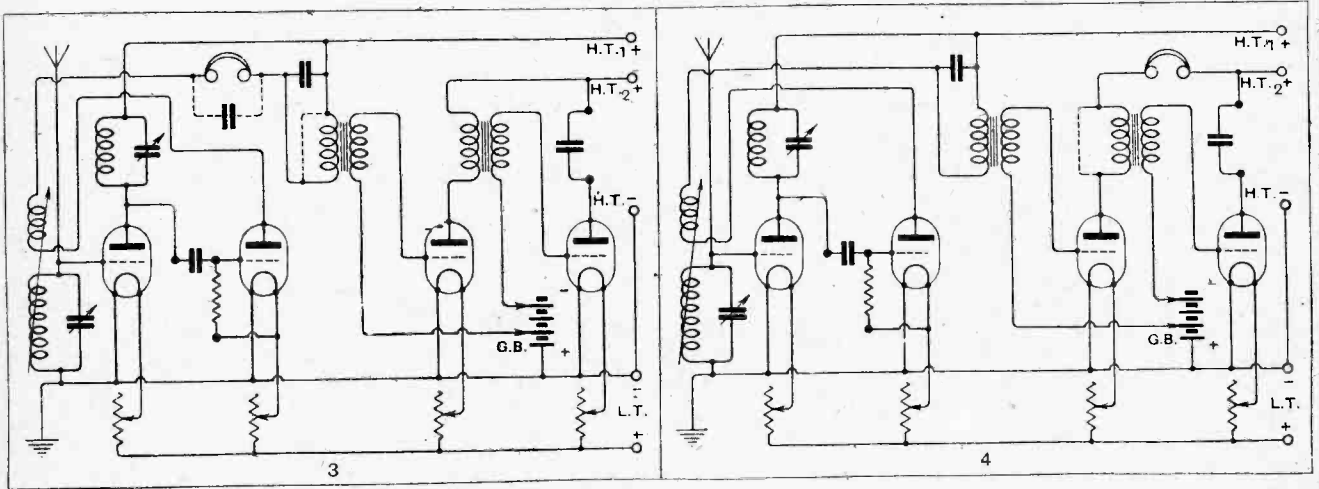 H.T.1+
H.T.2+
H.T.-
G.B.
-
+
-
L.T.
+
3
H.T.1+
H.T.2+
H.T.-
G.B.
+
-
L.T.
+
4